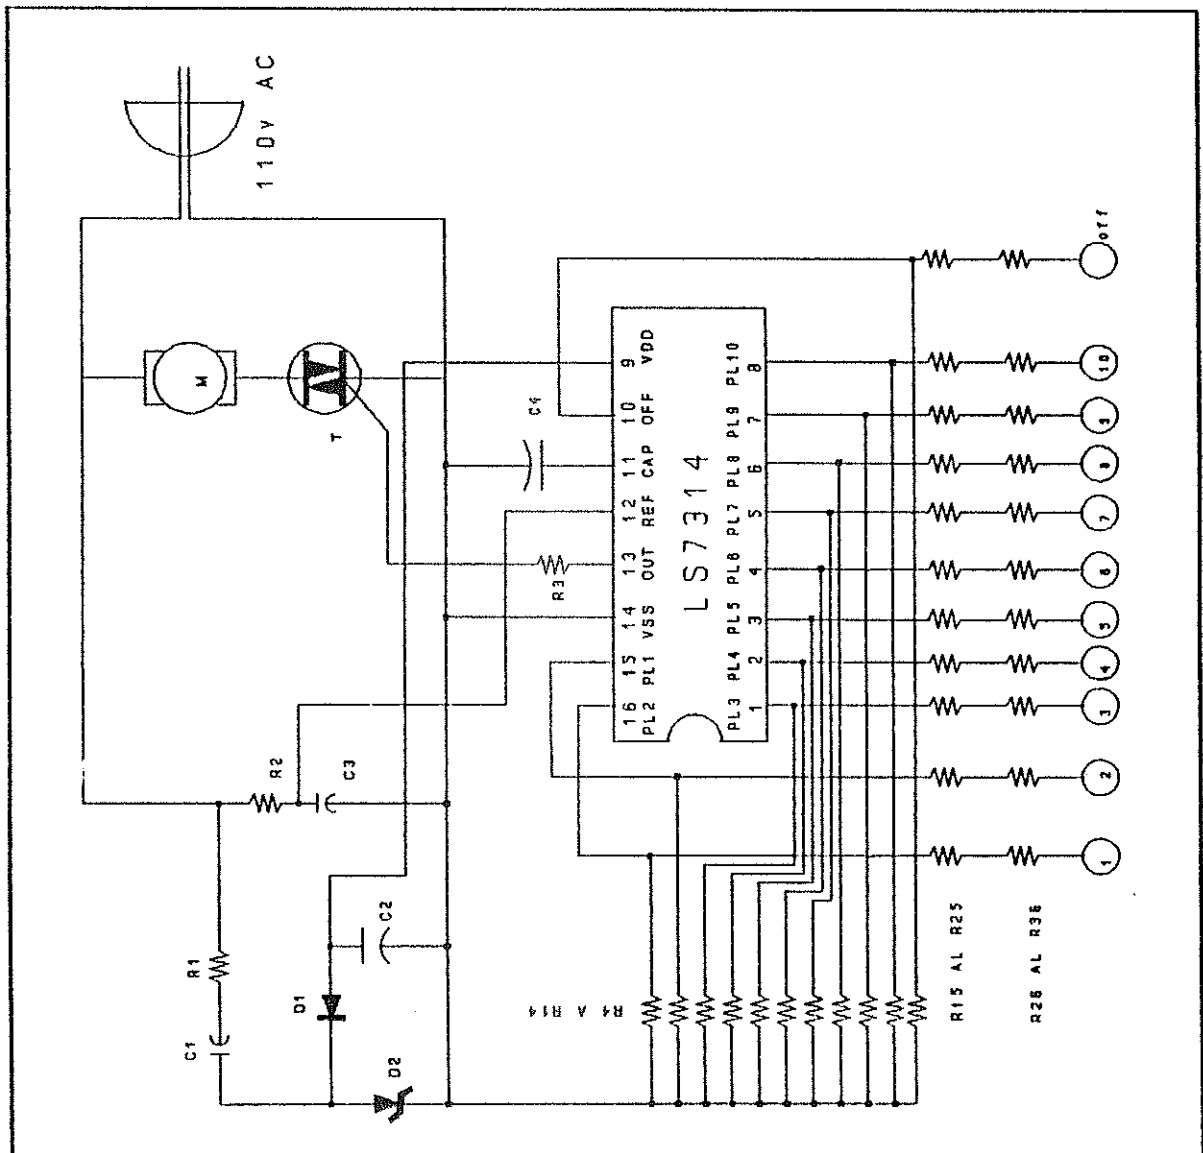 110v AC
M
T
C4
9
10
11
12
13
14
15
16
VDD
OFF
CAP
REF
OUT
VSS
PL1
PL2
LS7314
PL10
PL9
PL8
PL7
PL6
PL5
PL4
PL3
8
7
6
5
4
3
2
1
R3
R2
C3
R1
C1
D1
C2
D2
R4 A R14
R15 AL R25
R26 AL R36
off
10
9
8
7
6
5
4
3
2
1